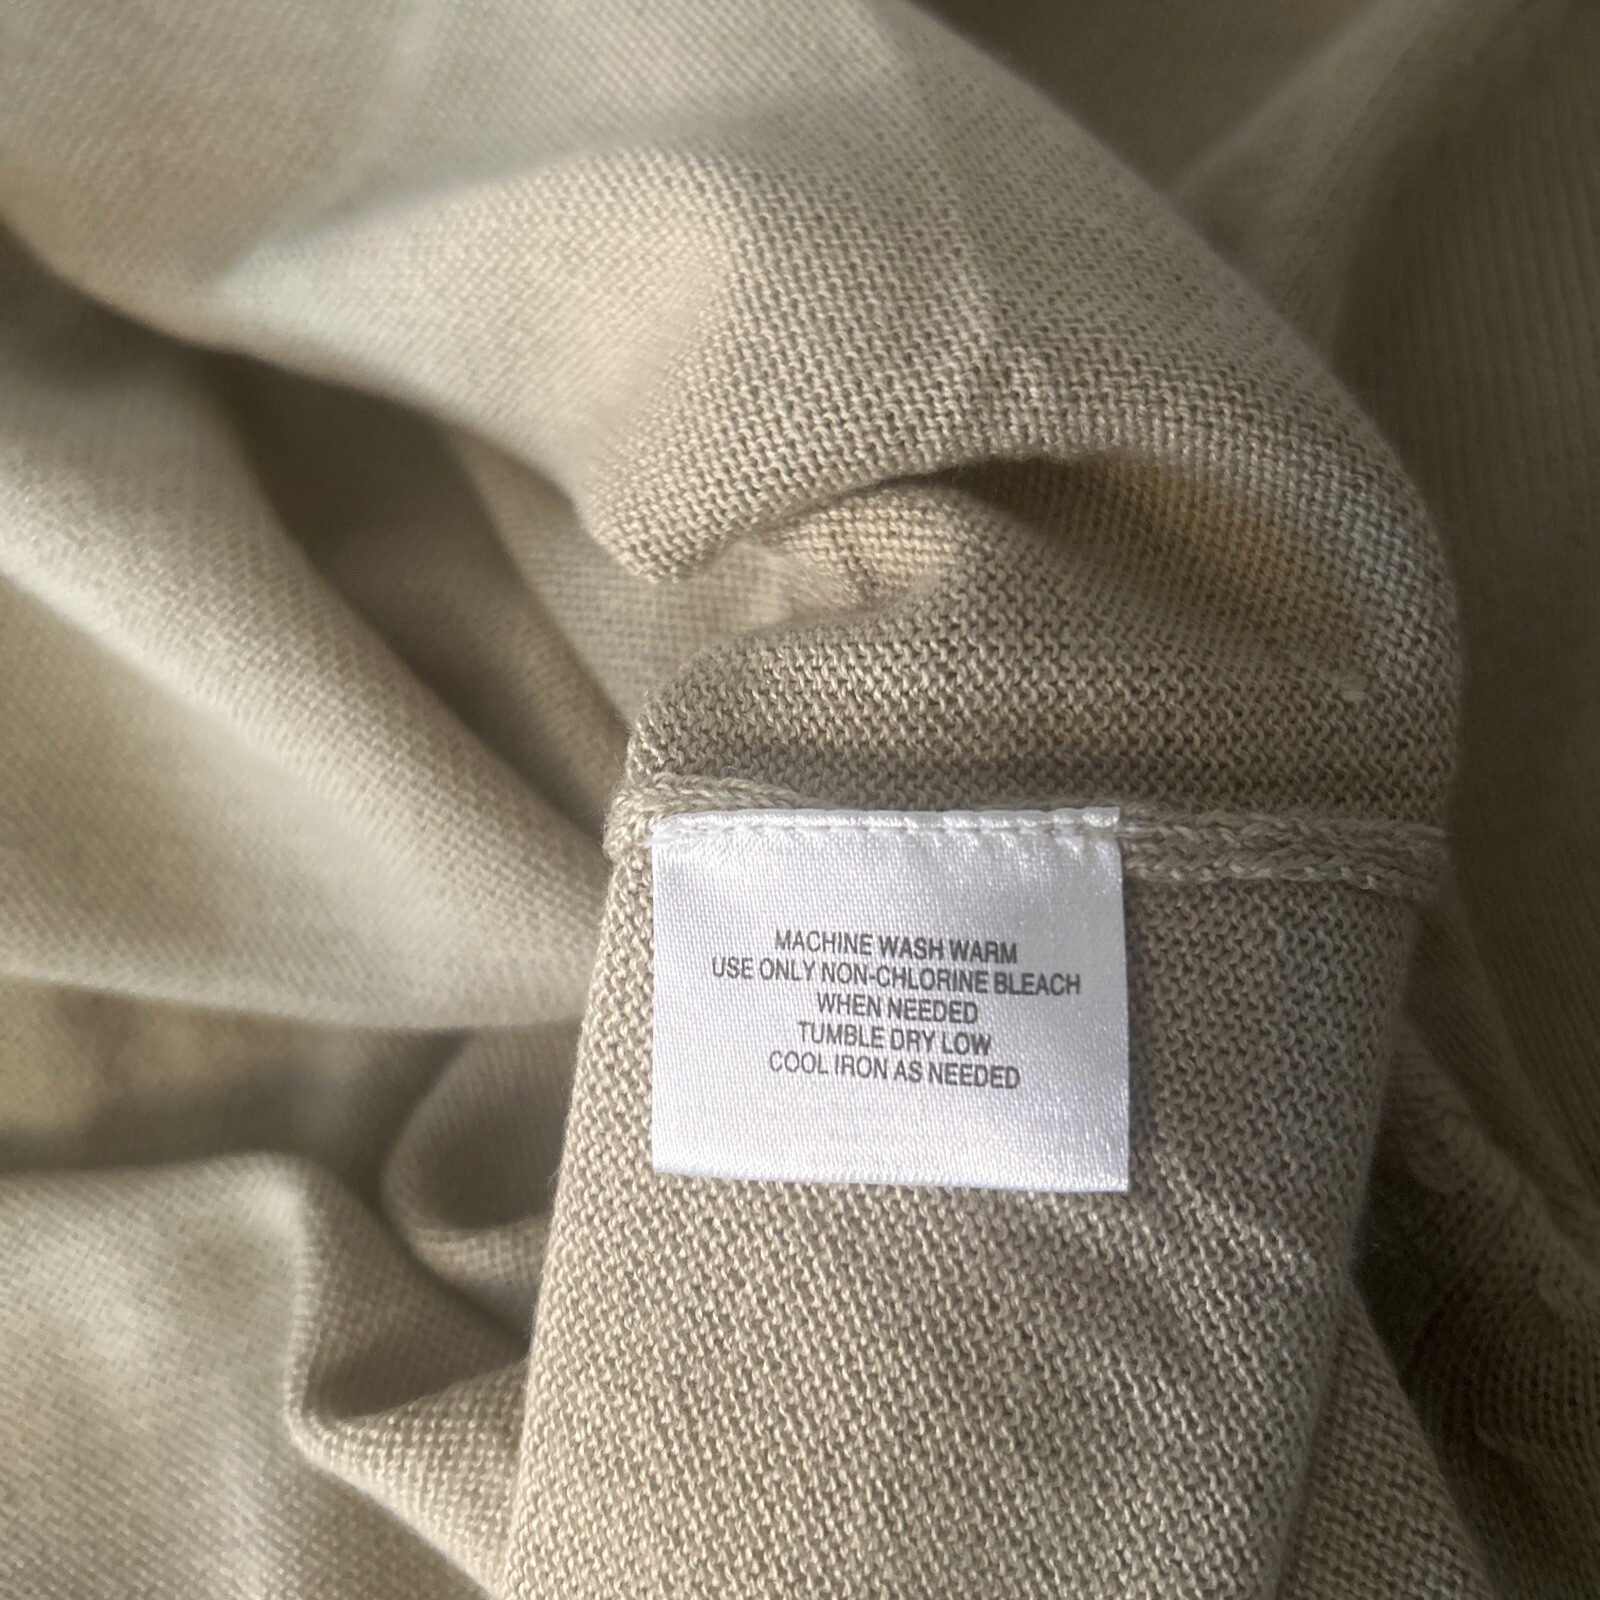 MACHINE WASH WARM
USE ONLY NON-CHLORINE BLEACH
WHEN NEEDED
TUMBLE DRY LOW
COOL IRON AS NEEDED